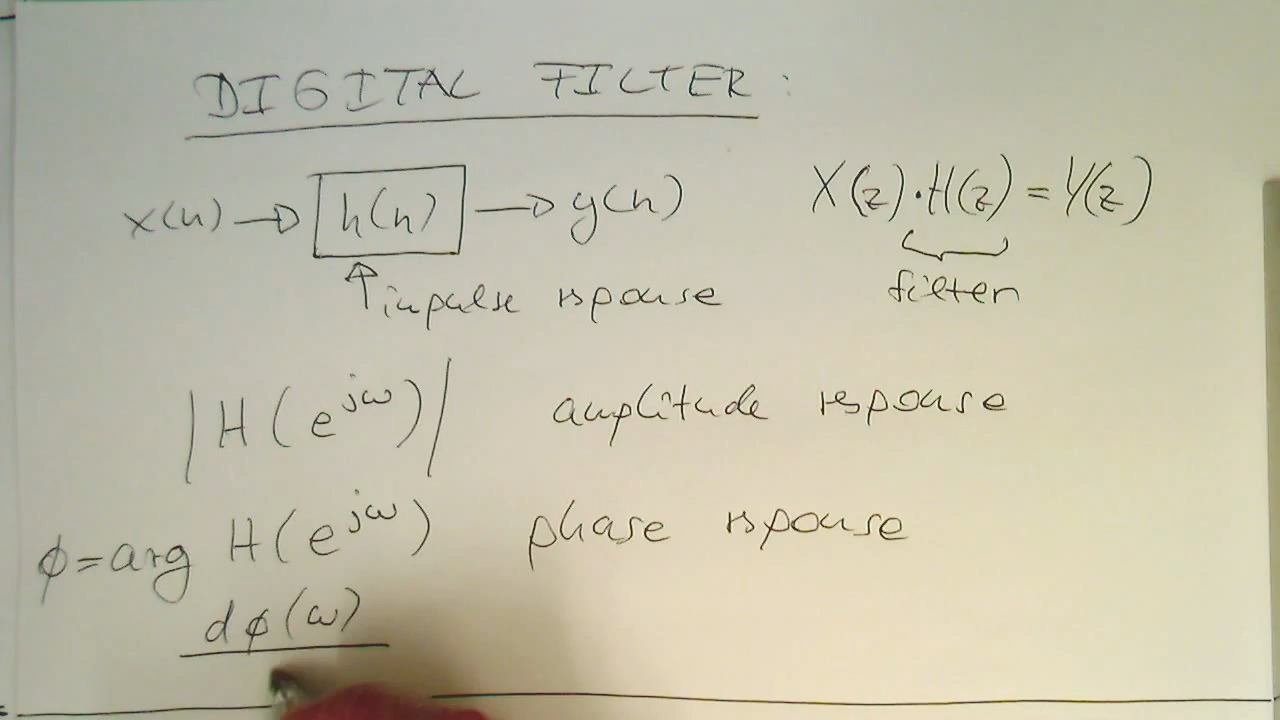 DIGITAL FILTER :
x(n) → h(n) → y(n) X(z) · H(z) = Y(z)
↑ impulse response filter
|H(e^jω)| amplitude response
φ = arg H(e^jω) phase response
dφ(ω)